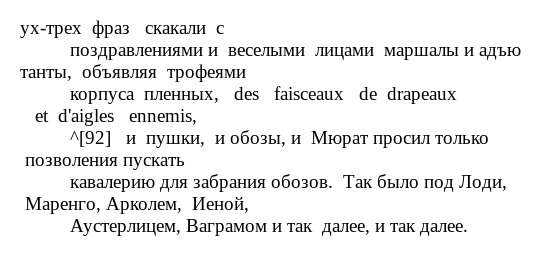 ух-трех фраз скакали с
поздравлениями и веселыми лицами маршалы и адъю
танты, объявляя трофеями
корпуса пленных, des faisceaux de drapeaux
et d'aigles ennemis,
^[92] и пушки, и обозы, и Мюрат просил только
позволения пускать
кавалерию для забрания обозов. Так было под Лоди,
Маренго, Арколем, Иеной,
Аустерлицем, Ваграмом и так далее, и так далее.